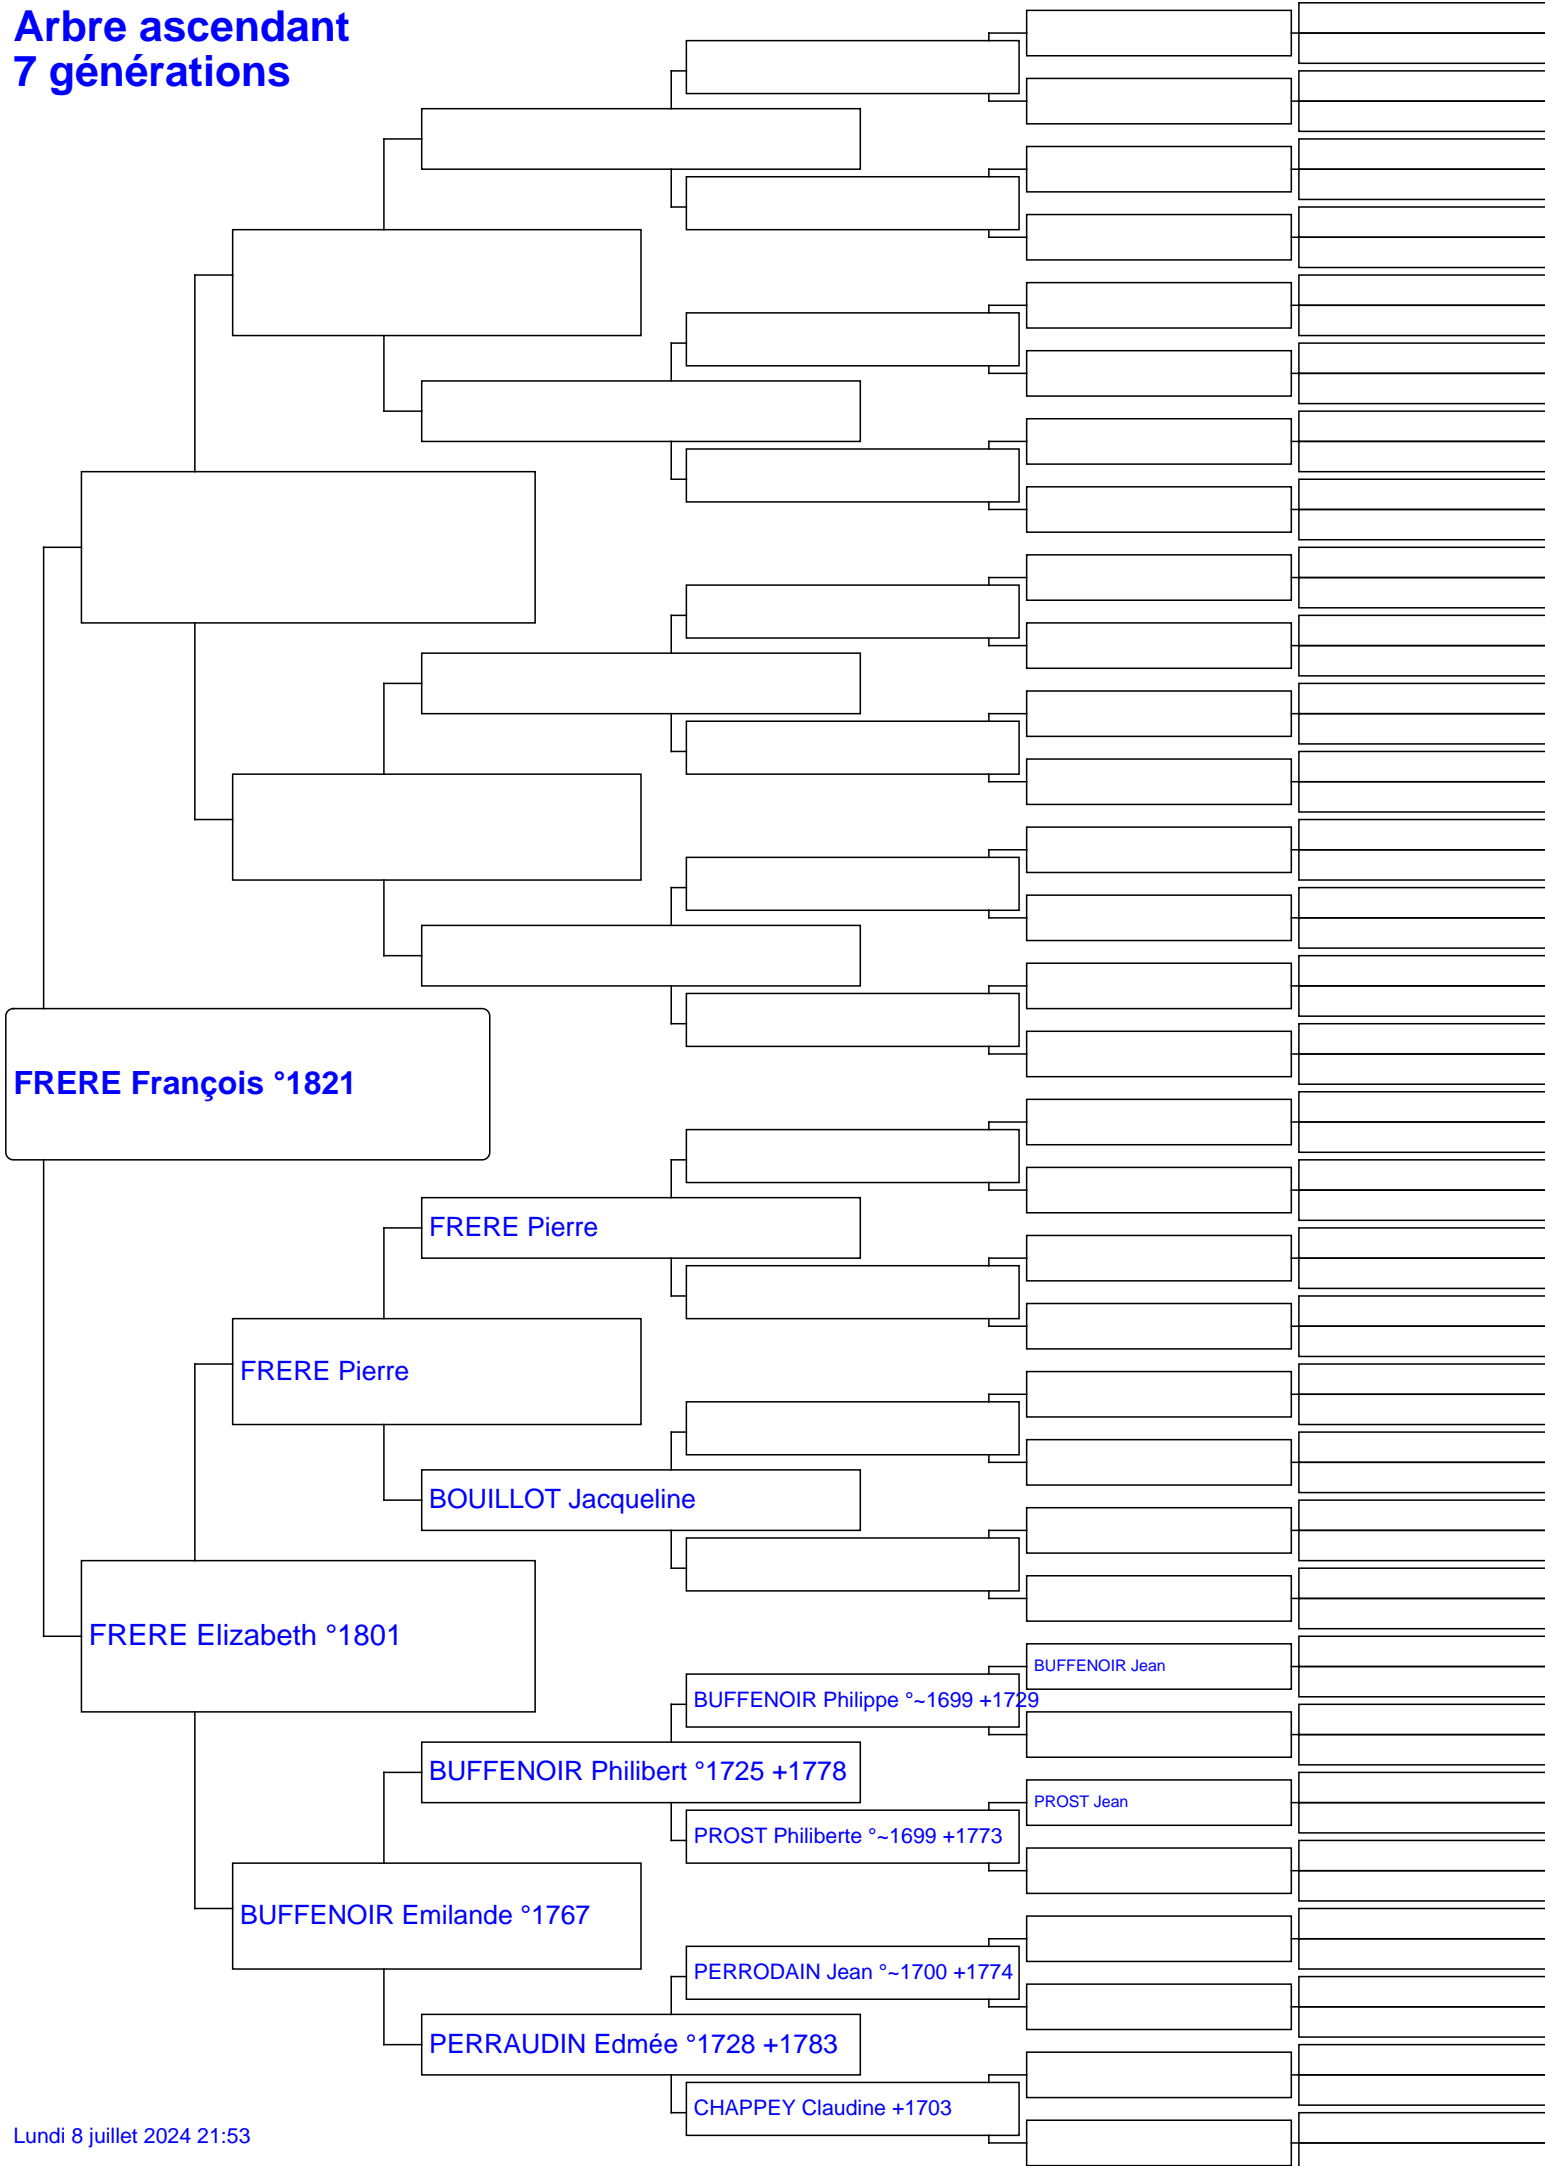 Arbre ascendant
7 générations
FRERE François °1821
FRERE Pierre
FRERE Pierre
BOUILLOT Jacqueline
FRERE Elizabeth °1801
BUFFENOIR Jean
BUFFENOIR Philippe °~1699 +1729
BUFFENOIR Philibert °1725 +1778
PROST Jean
PROST Philiberte °~1699 +1773
BUFFENOIR Emilande °1767
PERRODAIN Jean °~1700 +1774
PERRAUDIN Edmée °1728 +1783
CHAPPEY Claudine +1703
Lundi 8 juillet 2024 21:53